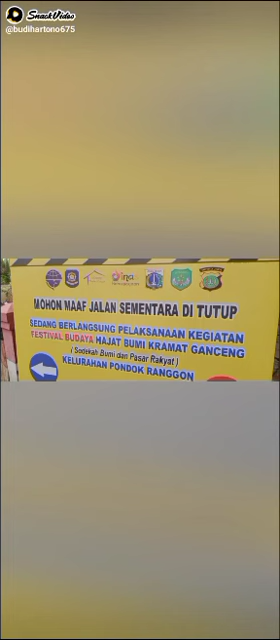 SnackVideo
@budihartono675
MOHON MAAF JALAN SEMENTARA DI TUTUP
SEDANG BERLANGSUNG PELAKSANAAN KEGIATAN
FESTIVAL BUDAYA HAJAT BUMI KRAMAT GANCENG
( Sedekah Bumi dan Pasar Rakyat )
KELURAHAN PONDOK RANGGON